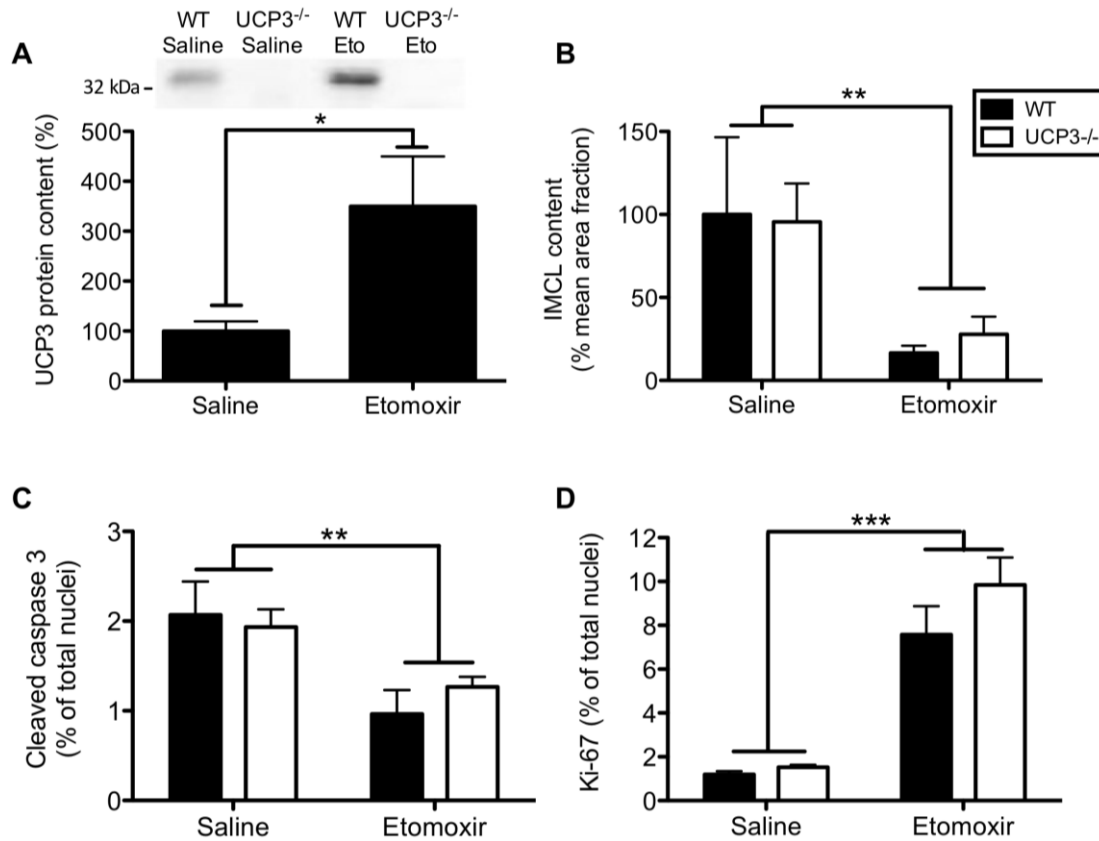 A
WT UCP3-/- WT UCP3-/-
Saline Saline Eto Eto
32 kDa
UCP3 protein content (%)
500
400
300
200
100
0
*
Saline Etomoxir
B
IMCL content
(% mean area fraction)
150
100
50
0
**
WT
UCP3-/-
Saline Etomoxir
C
Cleaved caspase 3
(% of total nuclei)
3
2
1
0
**
Saline Etomoxir
D
Ki-67 (% of total nuclei)
12
10
8
6
4
2
0
***
Saline Etomoxir